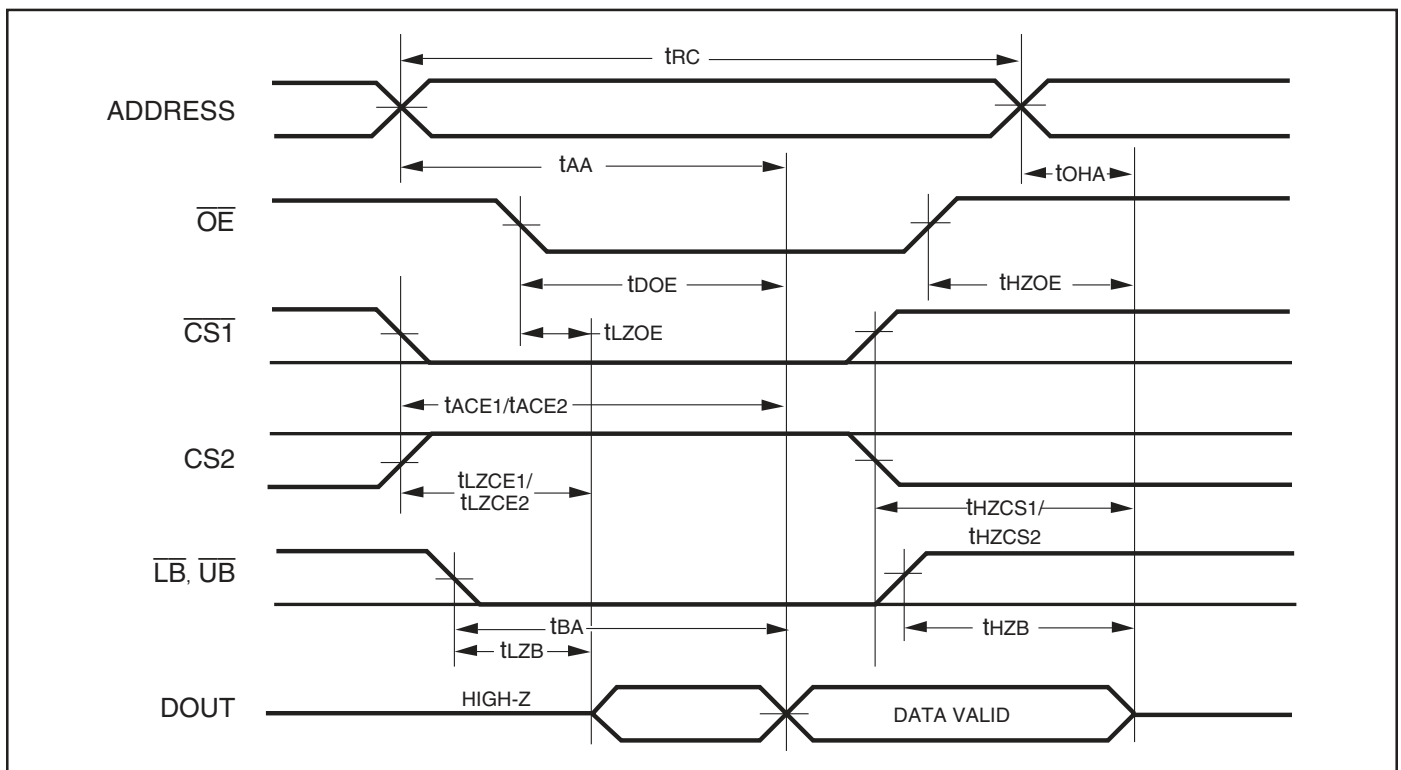 tRC
ADDRESS
tAA
tOHA
OE
tDOE
tHZOE
CS1
tLZOE
tACE1/tACE2
CS2
tLZCE1/
tLZCE2
tHZCS1/
tHZCS2
LB, UB
tBA
tHZB
tLZB
HIGH-Z
DOUT
DATA VALID